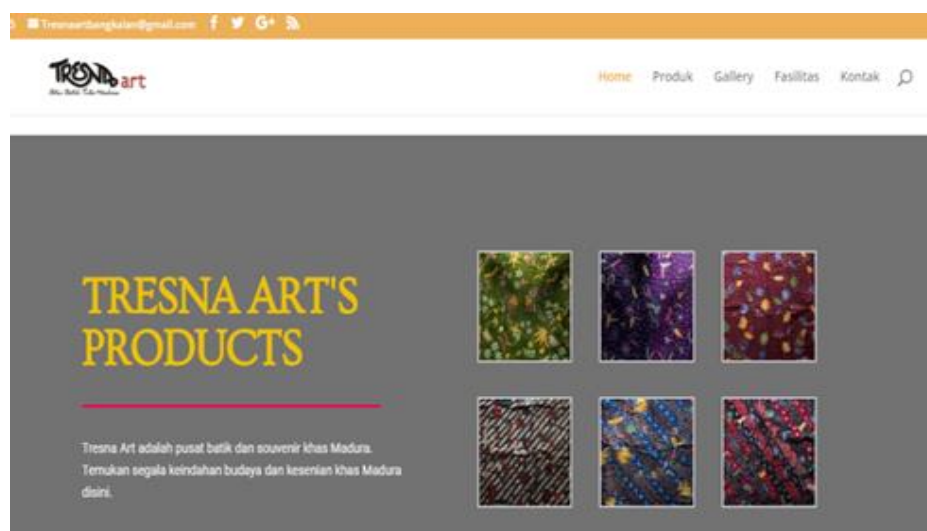 Tresnaartbangkalan@gmail.com
TRESNA art
Home Produk Gallery Fasilitas Kontak
TRESNA ART'S
PRODUCTS
Tresna Art adalah pusat batik dan souvenir khas Madura.
Temukan segala keindahan budaya dan kesenian khas Madura
disini.